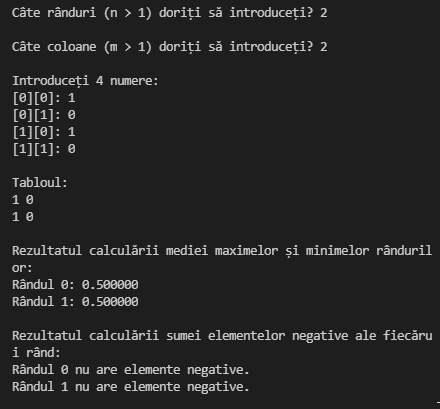 Câte rânduri (n > 1) doriți să introduceți? 2
Câte coloane (m > 1) doriți să introduceți? 2
Introduceți 4 numere:
[0][0]: 1
[0][1]: 0
[1][0]: 1
[1][1]: 0
Tabloul:
1 0
1 0
Rezultatul calculării mediei maximelor și minimelor rânduril
or:
Rândul 0: 0.500000
Rândul 1: 0.500000
Rezultatul calculării sumei elementelor negative ale fiecăru
i rând:
Rândul 0 nu are elemente negative.
Rândul 1 nu are elemente negative.